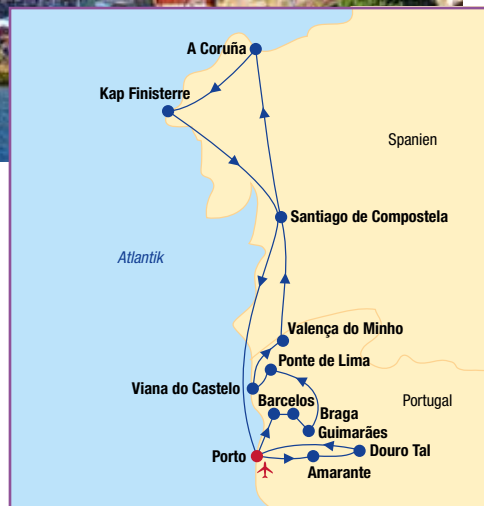 A Coruña
Kap Finisterre
Spanien
Santiago de Compostela
Atlantik
Valença do Minho
Ponte de Lima
Viana do Castelo
Barcelos
Portugal
Braga
Guimarães
Douro Tal
Porto
Amarante